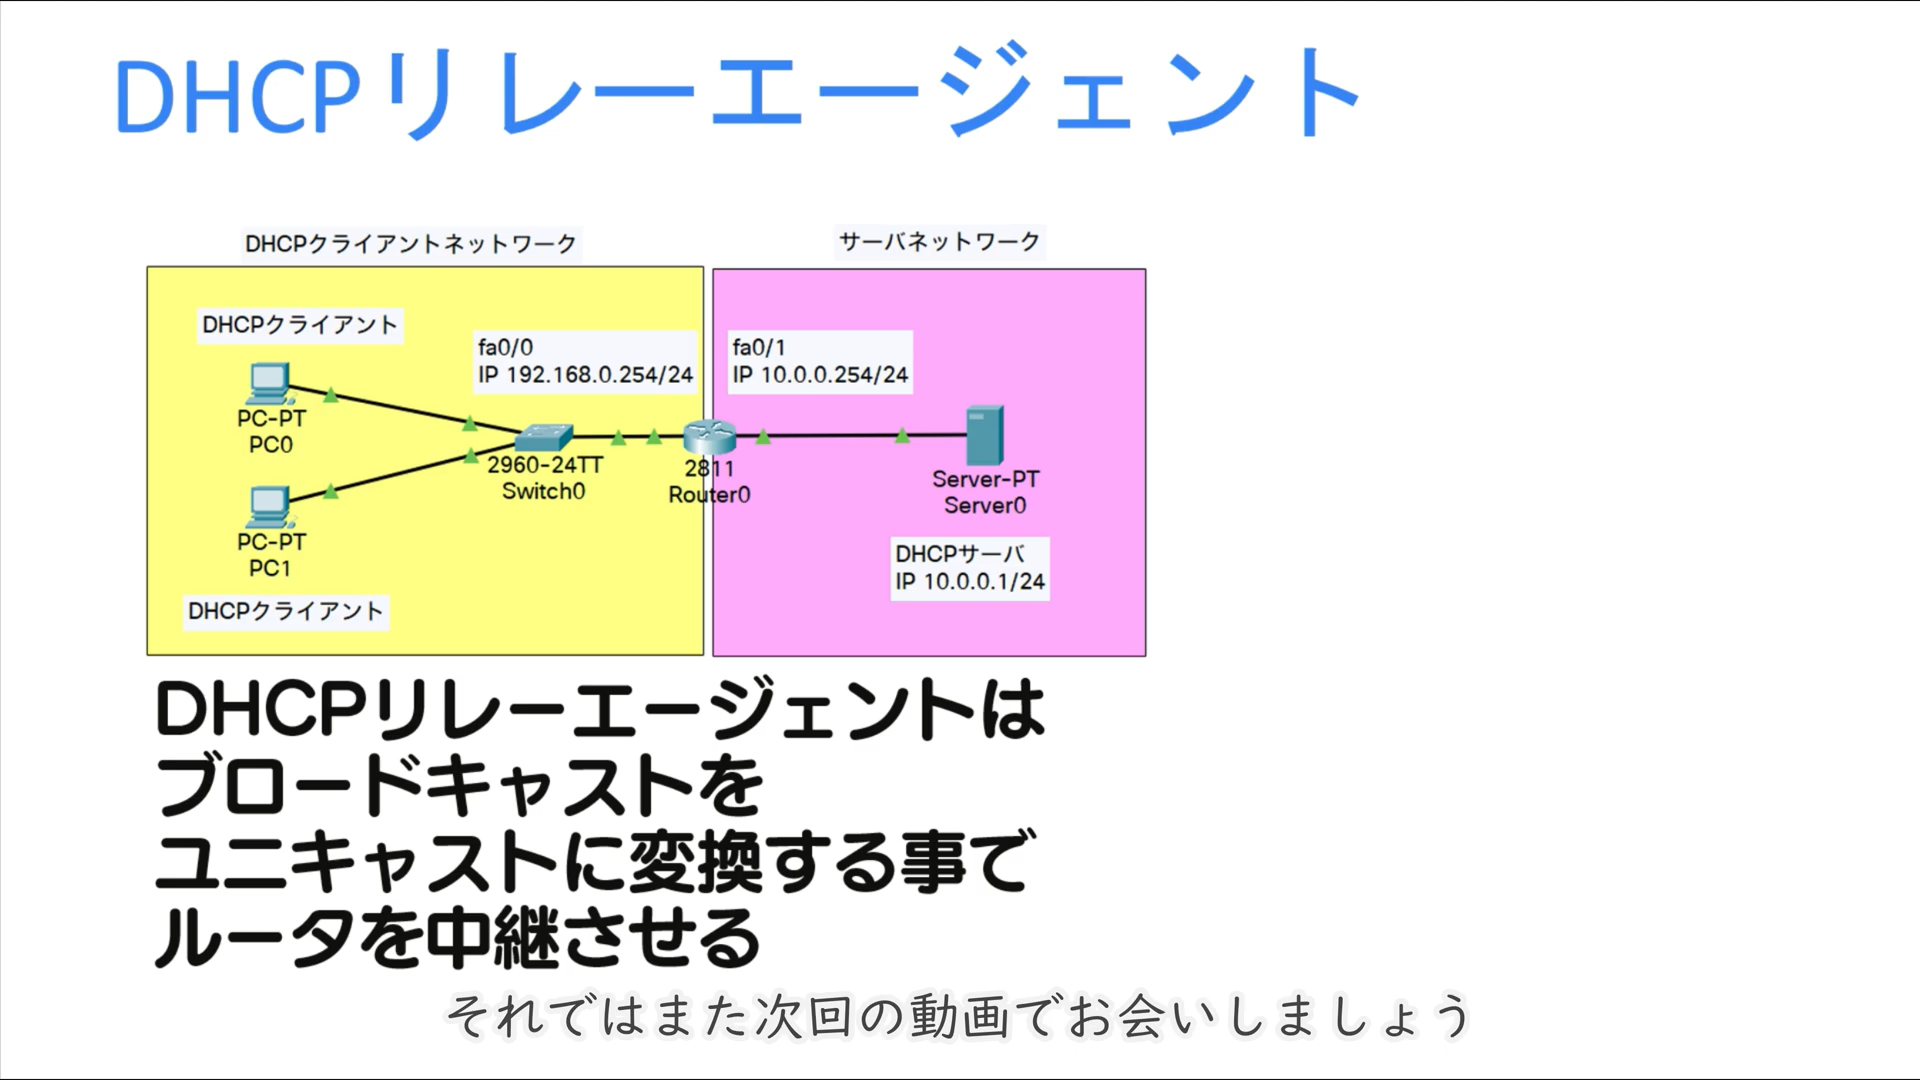 DHCPリレーエージェント
DHCPクライアントネットワーク
サーバネットワーク
DHCPクライアント
fa0/0
IP 192.168.0.254/24
fa0/1
IP 10.0.0.254/24
PC-PT
PC0
2960-24TT
Switch0
2811
Router0
Server-PT
Server0
PC-PT
PC1
DHCPサーバ
IP 10.0.0.1/24
DHCPクライアント
DHCPリレーエージェントは
ブロードキャストを
ユニキャストに変換する事で
ルータを中継させる
それではまた次回の動画でお会いしましょう